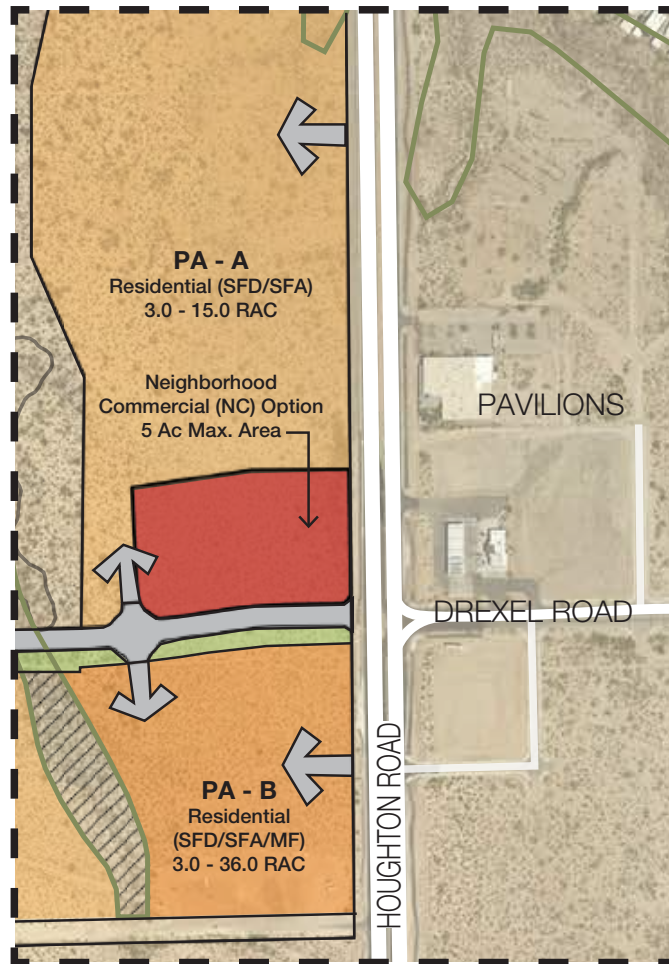 PA - A
Residential (SFD/SFA)
3.0 - 15.0 RAC
Neighborhood
Commercial (NC) Option
5 Ac Max. Area
PAVILIONS
DREXEL ROAD
HOUGHTON ROAD
PA - B
Residential
(SFD/SFA/MF)
3.0 - 36.0 RAC